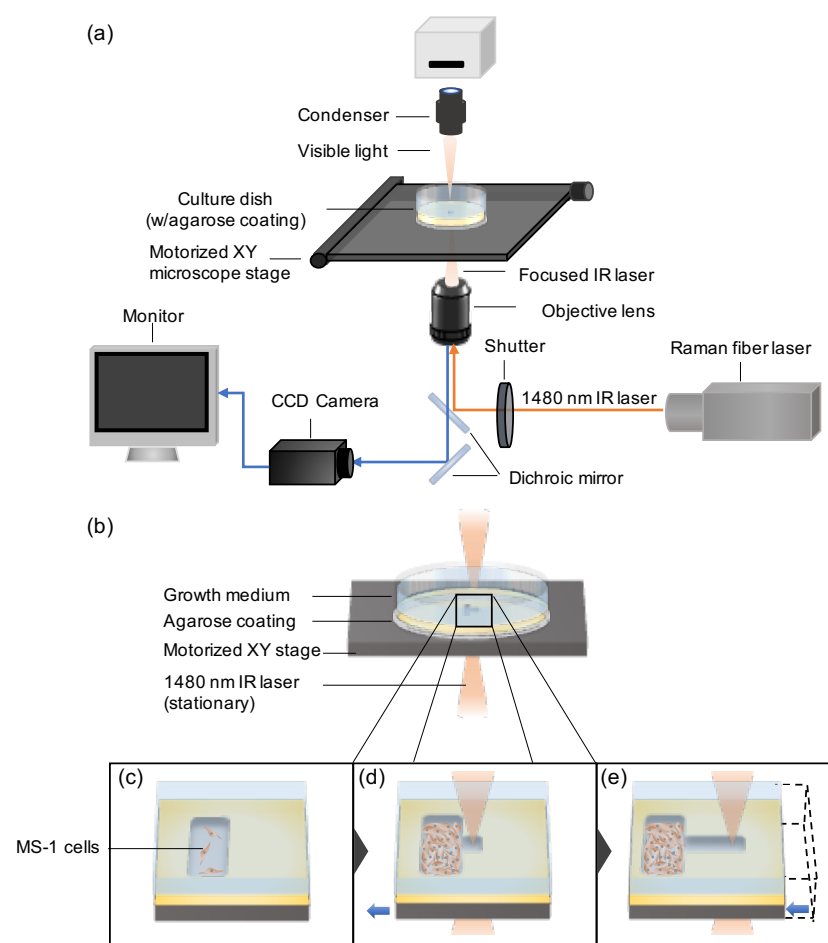 (a)
Condenser
Visible light
Culture dish
(w/agarose coating)
Motorized XY
microscope stage
Focused IR laser
Objective lens
Monitor
Shutter
Raman fiber laser
CCD Camera
1480 nm IR laser
Dichroic mirror
(b)
Growth medium
Agarose coating
Motorized XY stage
1480 nm IR laser
(stationary)
(c)
(d)
(e)
MS-1 cells